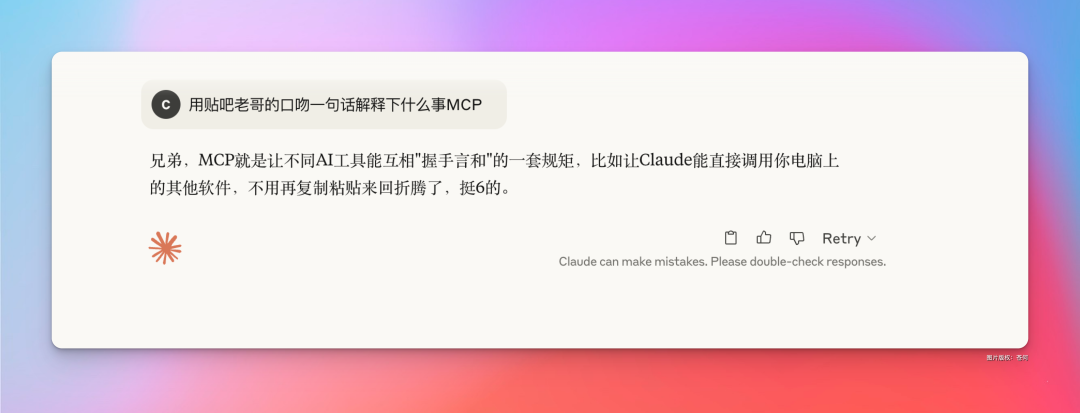 C
用贴吧老哥的口吻一句话解释下什么事MCP
兄弟，MCP就是让不同AI工具能互相"握手言和"的一套规矩，比如让Claude能直接调用你电脑上
的其他软件，不用再复制粘贴来回折腾了，挺6的。
Retry
Claude can make mistakes. Please double-check responses.
图片版权：苍何